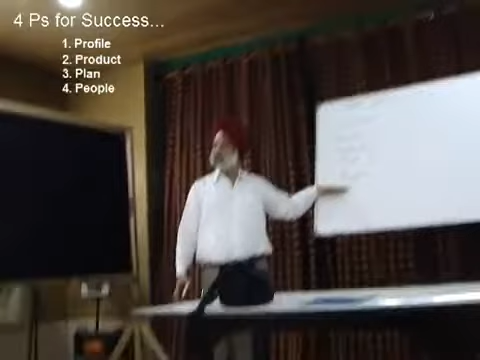 4 Ps for Success...
1. Profile
2. Product
3. Plan
4. People